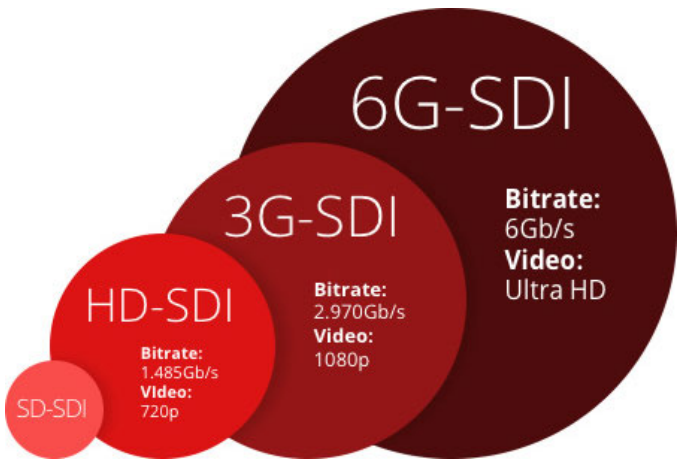 6G-SDI
Bitrate:
6Gb/s
Video:
Ultra HD
3G-SDI
Bitrate:
2.970Gb/s
Video:
1080p
HD-SDI
Bitrate:
1.485Gb/s
VIdeo:
720p
SD-SDI